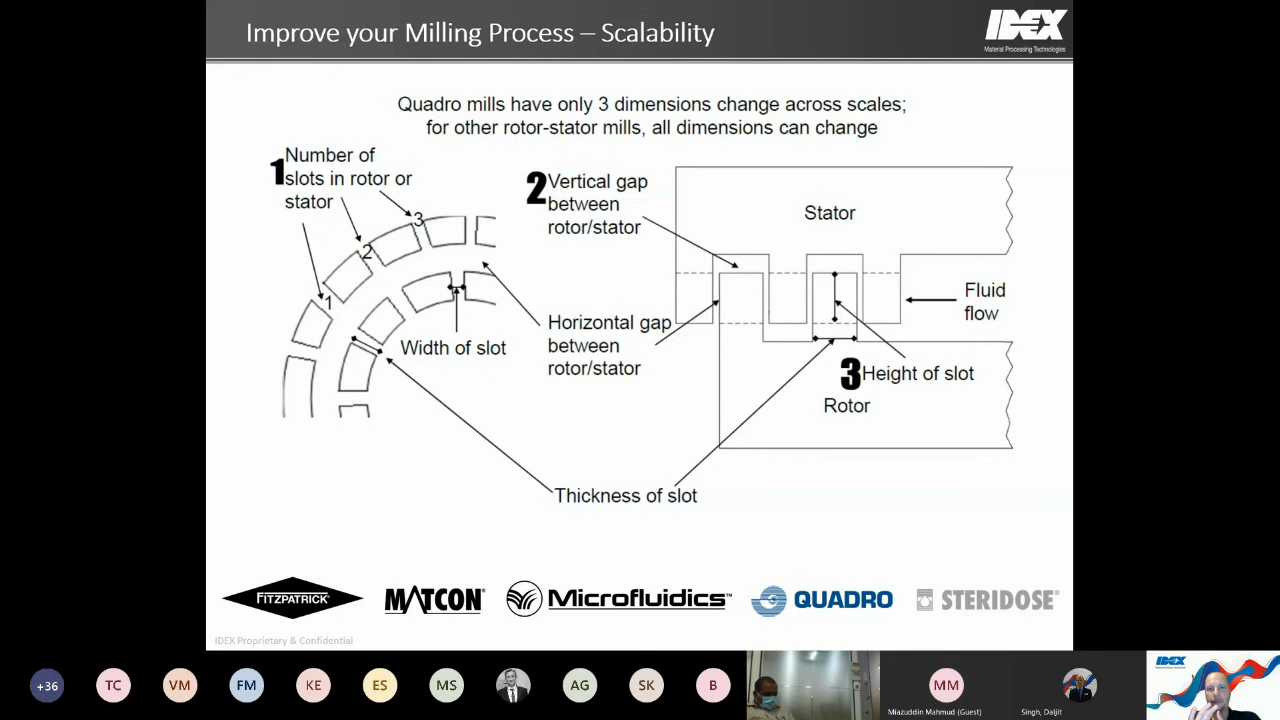 Improve your Milling Process – Scalability
IDEX
Material Processing Technologies
Quadro mills have only 3 dimensions change across scales;
for other rotor-stator mills, all dimensions can change
1
Number of
slots in rotor or
stator
1
2
3
Width of slot
2
Vertical gap
between
rotor/stator
Horizontal gap
between
rotor/stator
Stator
Fluid
flow
3 Height of slot
Rotor
Thickness of slot
FITZPATRICK®
MATCON®
Microfluidics™
QUADRO
STERIDOSE®
IDEX Proprietary & Confidential
+36
TC
VM
FM
KE
ES
MS
AG
SK
B
MM
Miazuddin Mahmud (Guest)
Singh, Daljit
IDEX